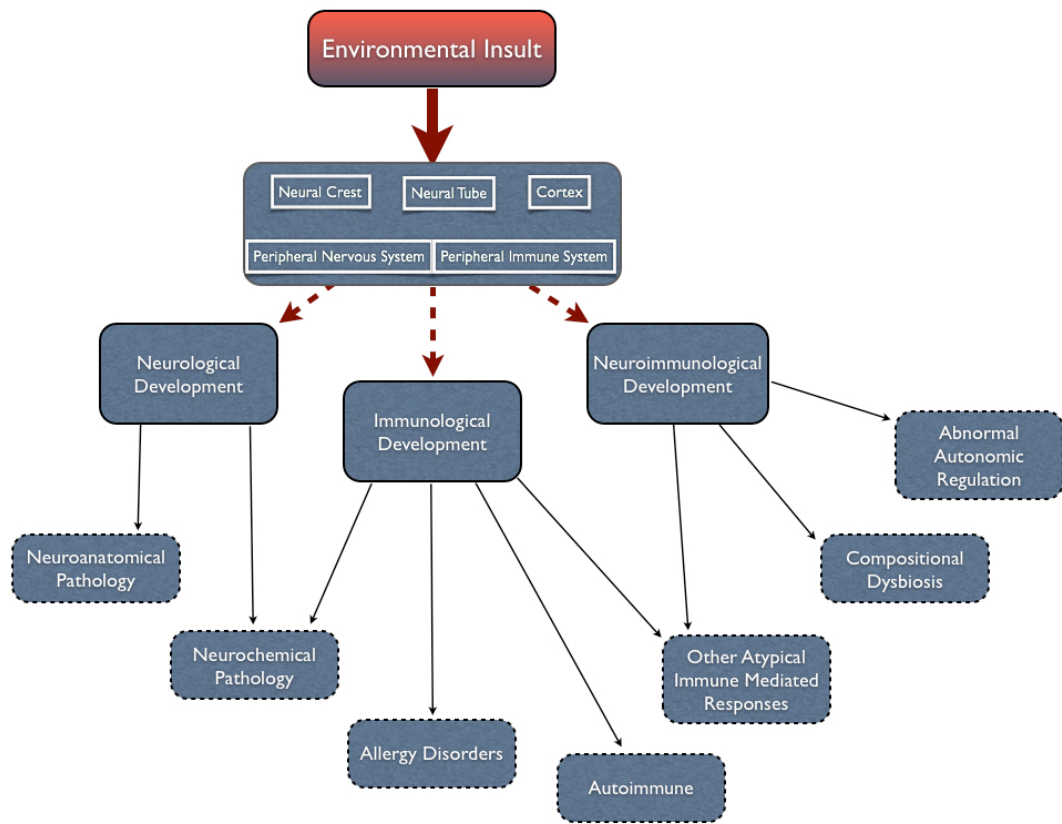 Environmental Insult
Neural Crest
Neural Tube
Cortex
Peripheral Nervous System
Peripheral Immune System
Neurological
Development
Immunological
Development
Neuroimmunological
Development
Abnormal
Autonomic
Regulation
Neuroanatomical
Pathology
Compositional
Dysbiosis
Neurochemical
Pathology
Other Atypical
Immune Mediated
Responses
Allergy Disorders
Autoimmune